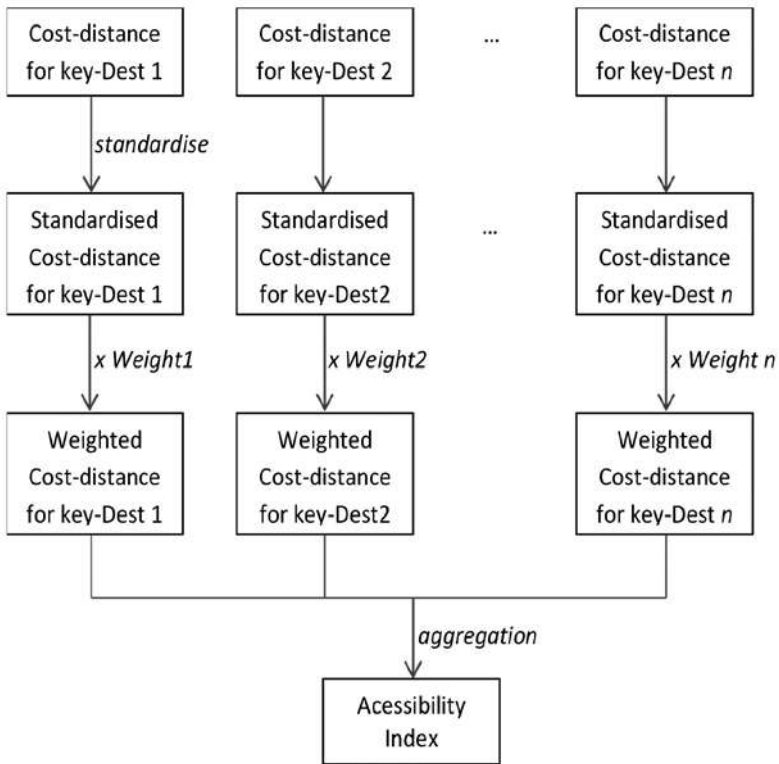 Cost-distance
for key-Dest 1
Cost-distance
for key-Dest 2
...
Cost-distance
for key-Dest n
standardise
Standardised
Cost-distance
for key-Dest 1
Standardised
Cost-distance
for key-Dest2
...
Standardised
Cost-distance
for key-Dest n
x Weight1
x Weight2
x Weight n
Weighted
Cost-distance
for key-Dest 1
Weighted
Cost-distance
for key-Dest2
Weighted
Cost-distance
for key-Dest n
aggregation
Acessibility
Index